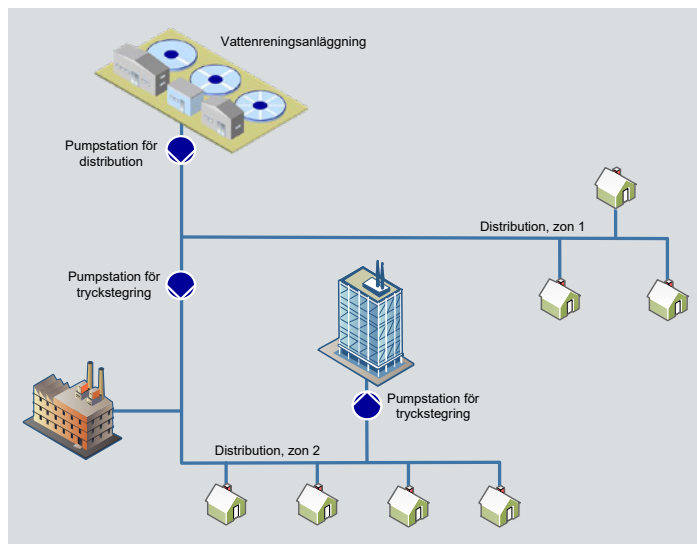 Vattenreningsanläggning
Pumpstation för
distribution
Distribution, zon 1
Pumpstation för
tryckstegring
Pumpstation för
tryckstegring
Distribution, zon 2